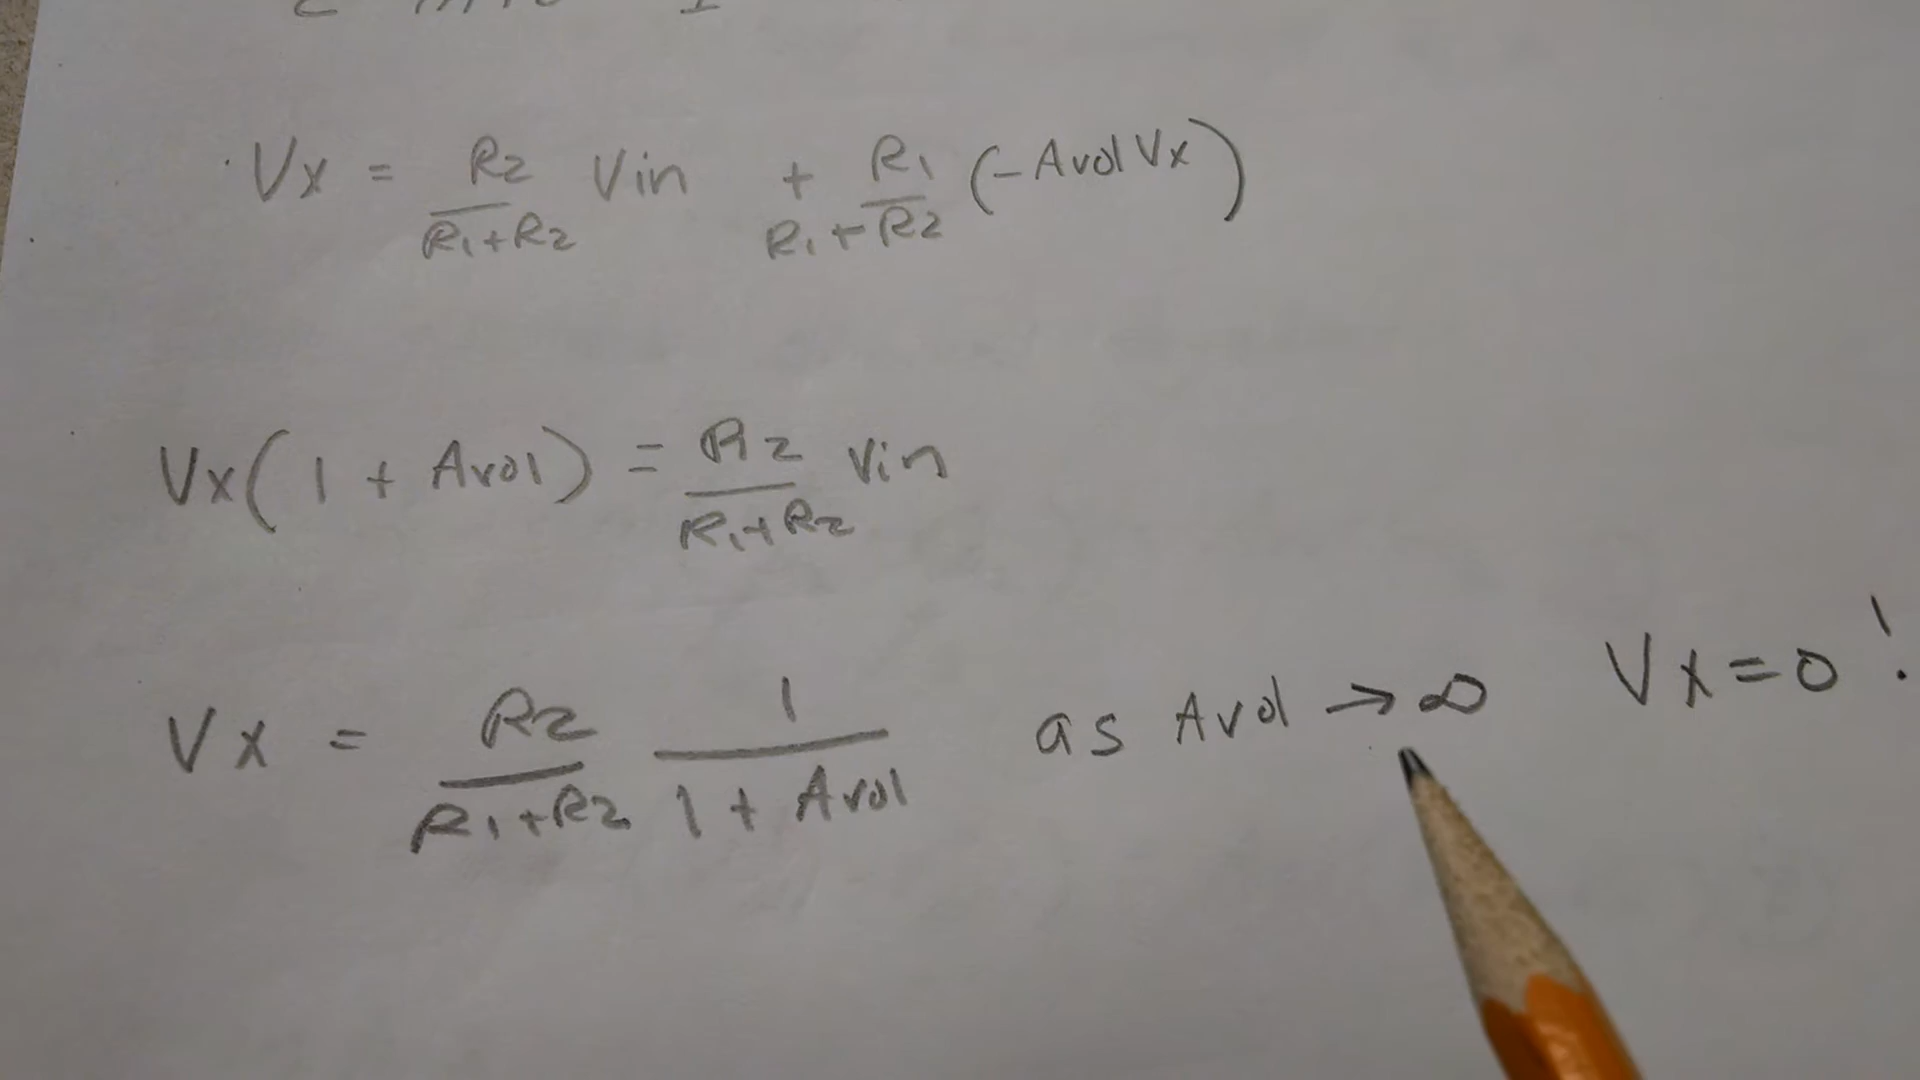 Vx = R2/(R1+R2) Vin + R1/(R1+R2) (-Avol Vx)
Vx(1 + Avol) = R2/(R1+R2) Vin
Vx = R2/(R1+R2) 1/(1 + Avol) as Avol → ∞ Vx = 0!